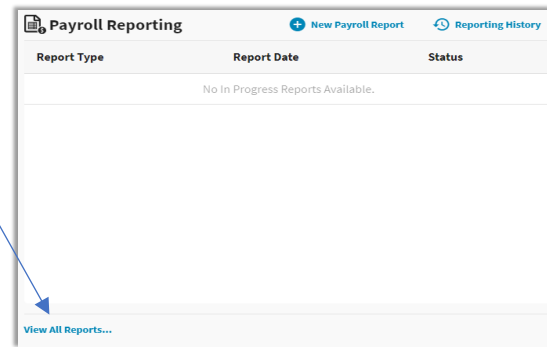 Payroll Reporting New Payroll Report Reporting History
Report Type Report Date Status
No In Progress Reports Available.
View All Reports...